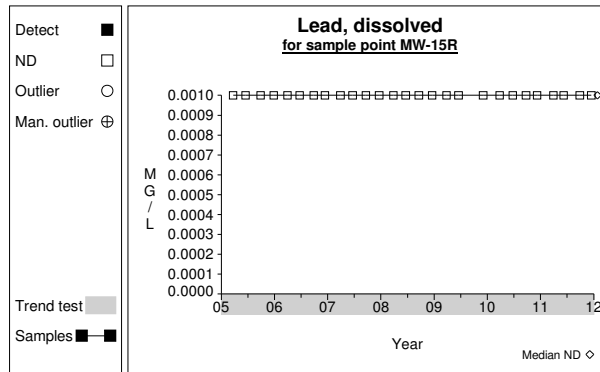 Detect
ND
Outlier
Man. outlier
Trend test
Samples
Lead, dissolved
for sample point MW-15R
M
G
/
L
0.0010
0.0009
0.0008
0.0007
0.0006
0.0005
0.0004
0.0003
0.0002
0.0001
0.0000
05 06 07 08 09 10 11 12
Year
Median ND